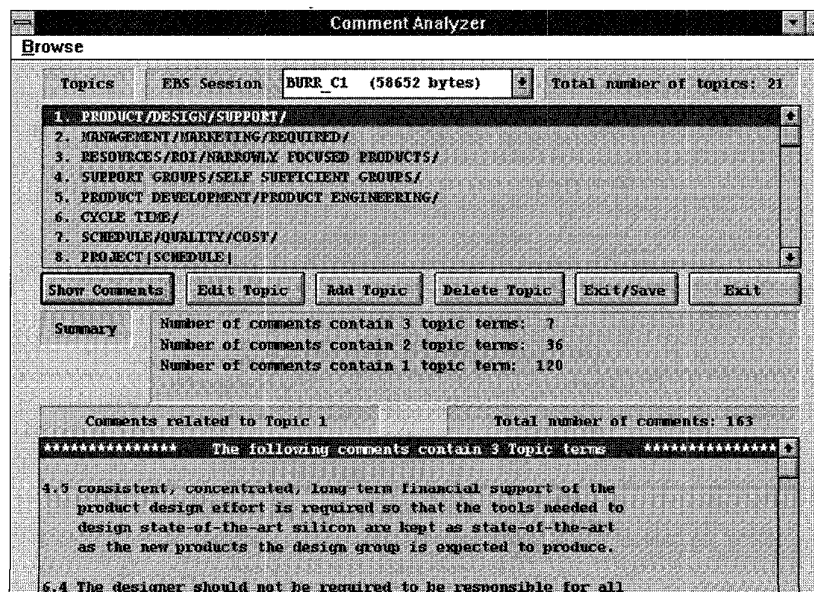 Comment Analyzer
Browse
Topics EBS Session BURR_C1 (58652 bytes) Total number of topics: 21
1. PRODUCT/DESIGN/SUPPORT/
2. MANAGEMENT/MARKETING/REQUIRED/
3. RESOURCES/ROI/NARROWLY FOCUSED PRODUCTS/
4. SUPPORT GROUPS/SELF SUFFICIENT GROUPS/
5. PRODUCT DEVELOPMENT/PRODUCT ENGINEERING/
6. CYCLE TIME/
7. SCHEDULE/QUALITY/COST/
8. PROJECT|SCHEDULE|
Show Comments Edit Topic Add Topic Delete Topic Exit/Save Exit
Summary
Number of comments contain 3 topic terms: 7
Number of comments contain 2 topic terms: 36
Number of comments contain 1 topic term: 120
Comments related to Topic 1 Total number of comments: 163
*************** The following comments contain 3 Topic terms ***************
4.5 consistent, concentrated, long-term financial support of the
product design effort is required so that the tools needed to
design state-of-the-art silicon are kept as state-of-the-art
as the new products the design group is expected to produce.
6.4 The designer should not be required to be responsible for all